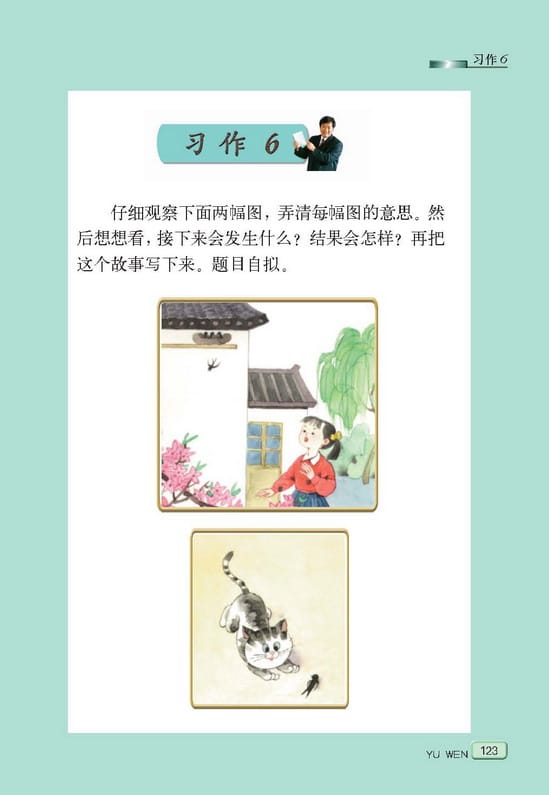 习作6
习作6
仔细观察下面两幅图，弄清每幅图的意思。然
后想想看，接下来会发生什么？结果会怎样？再把
这个故事写下来。题目自拟。
YU WEN 123